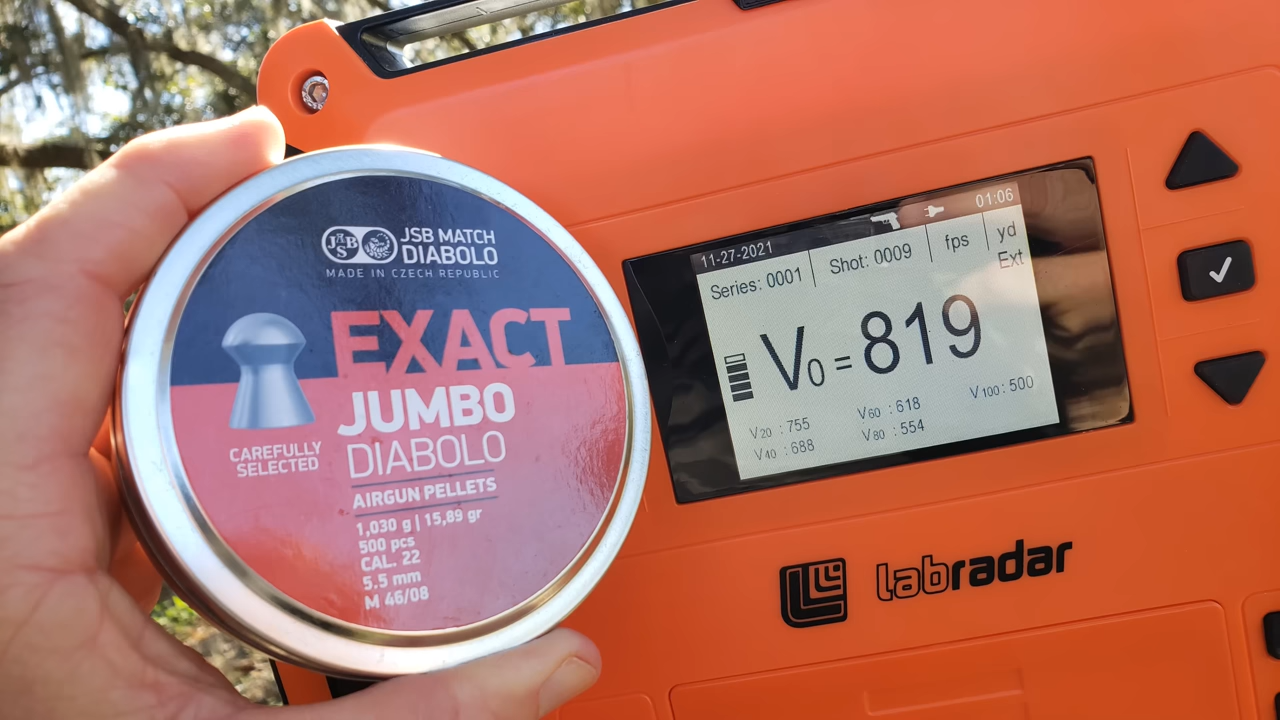 JSB
JSB MATCH
DIABOLO
MADE IN CZECH REPUBLIC
EXACT
JUMBO
DIABOLO
CAREFULLY
SELECTED
AIRGUN PELLETS
1,030 g | 15,89 gr
500 pcs
CAL. 22
5.5 mm
M 46/08
11-27-2021 01:06
Series: 0001 Shot: 0009 fps yd
Ext
V0 = 819
V20 : 755 V60 : 618 V100 : 500
V40 : 688 V80 : 554
labradar